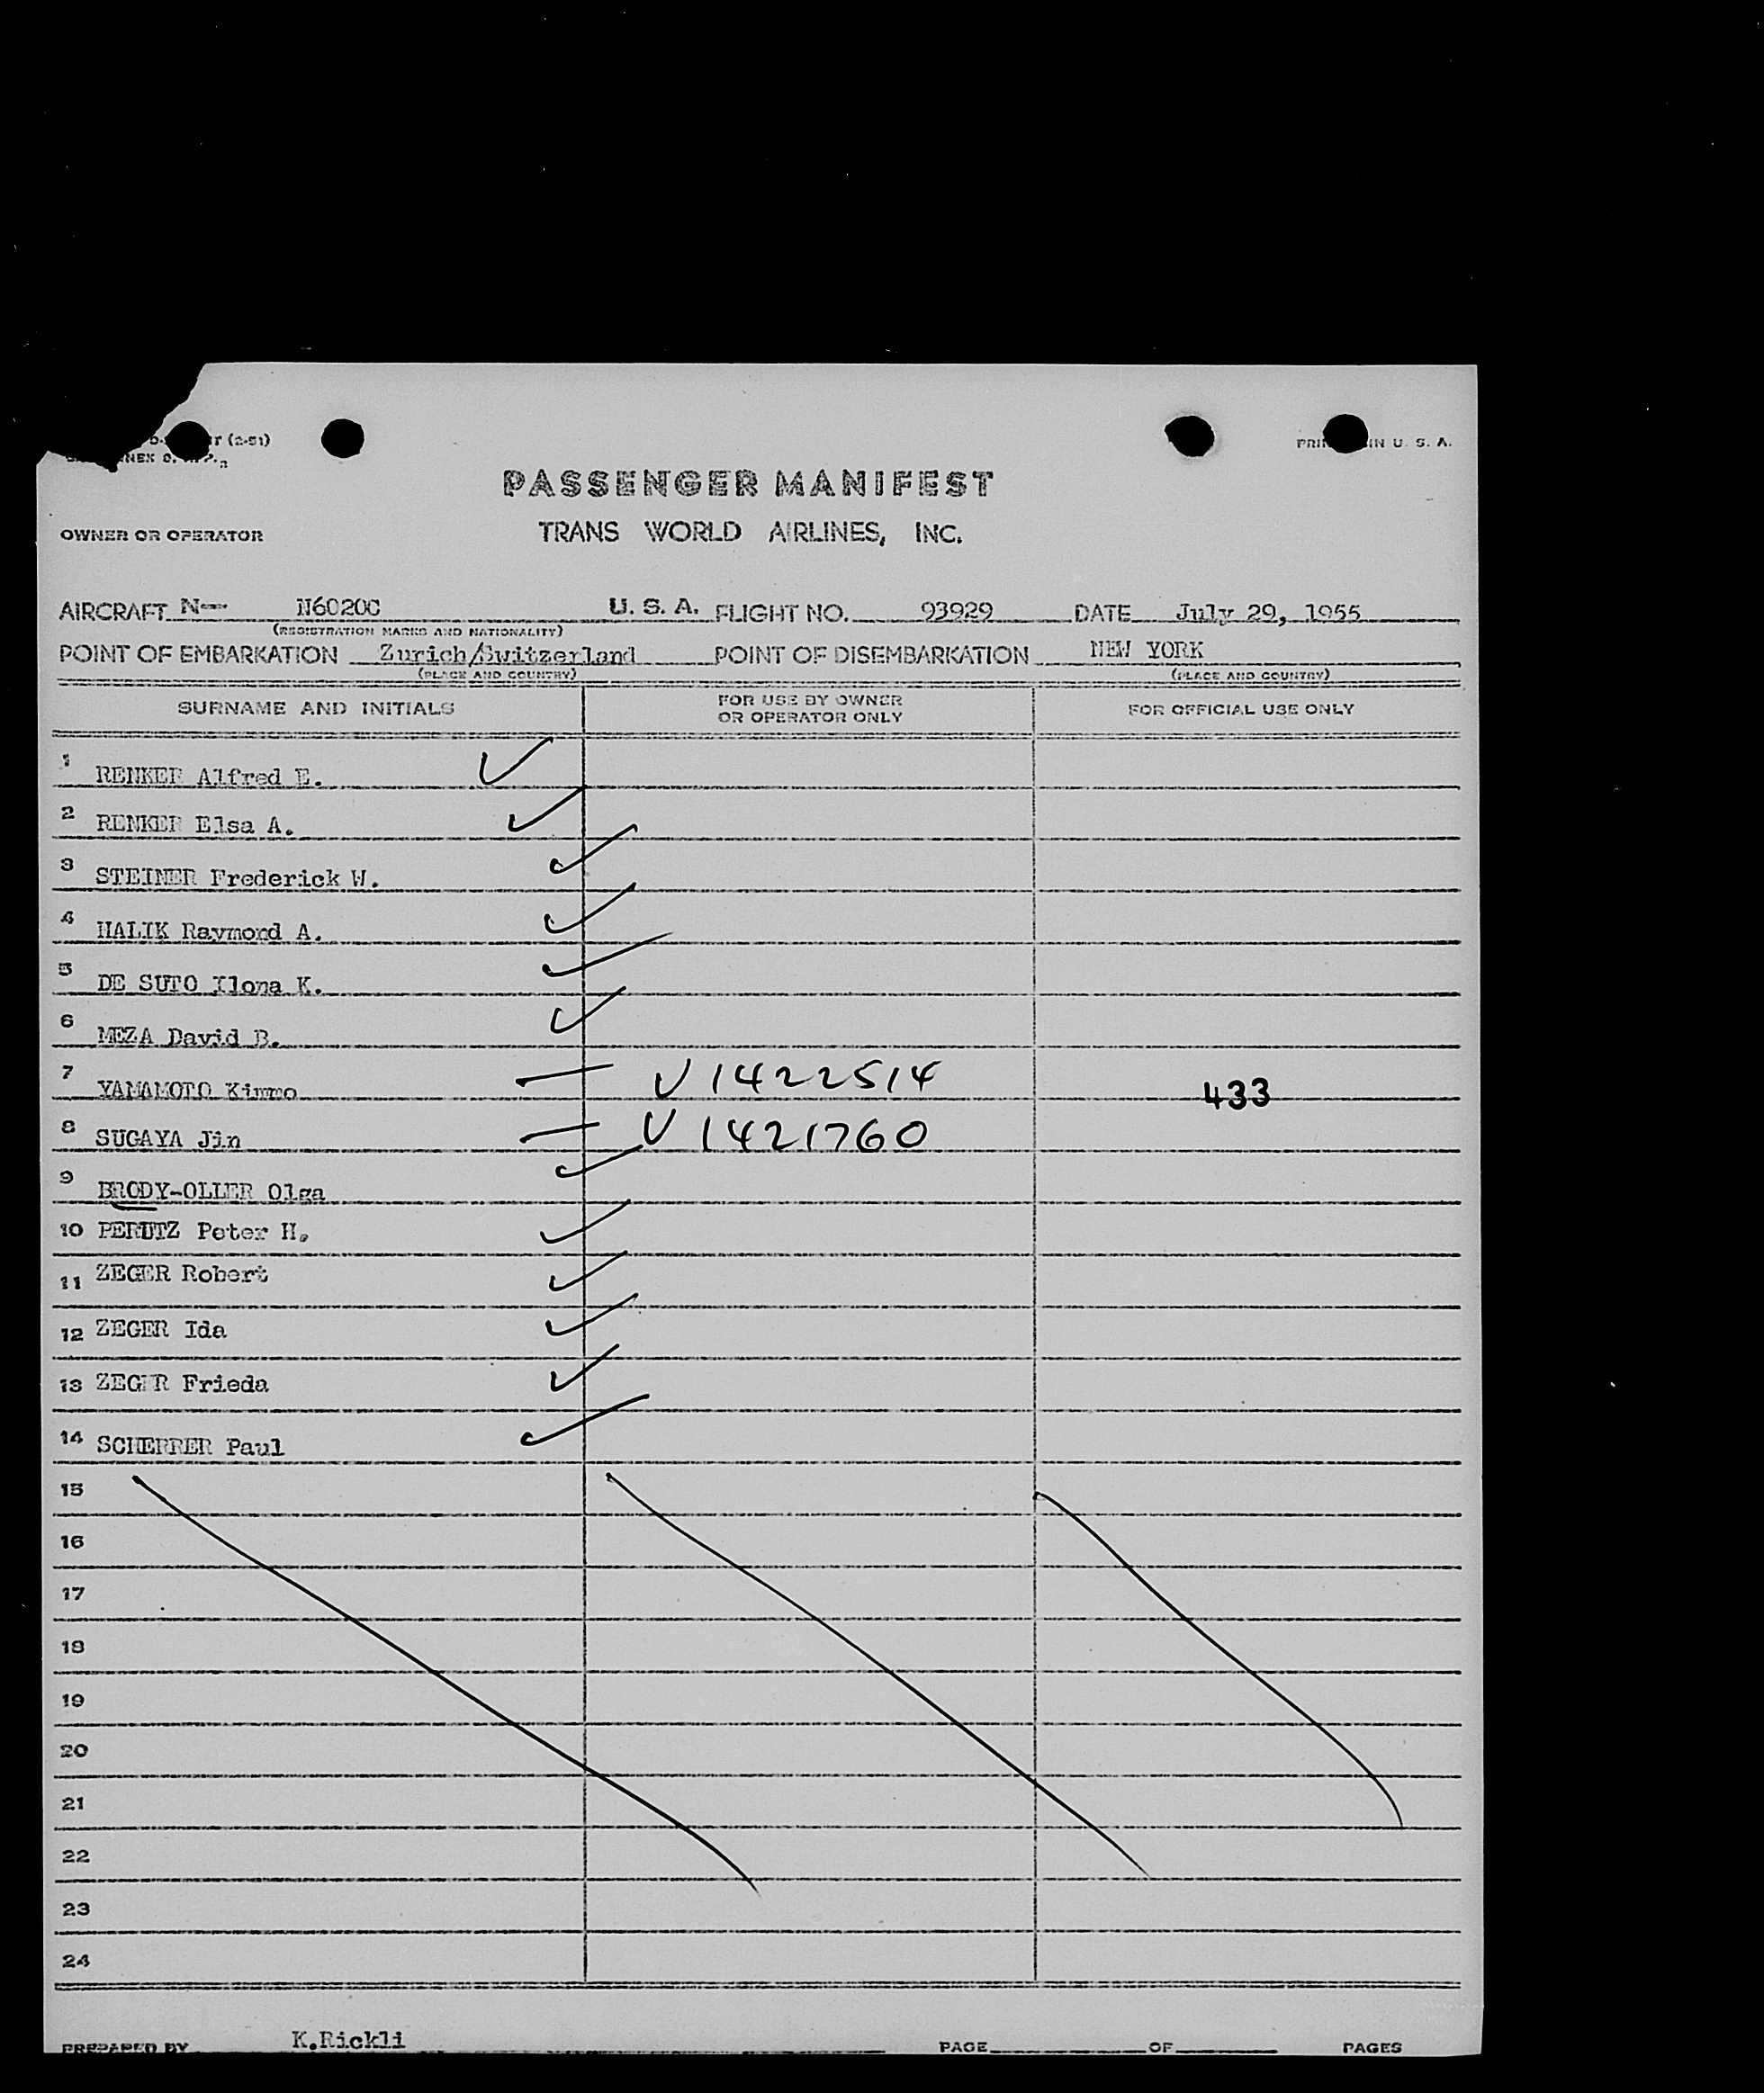 T (2-51)
PRIN IN U. S. A.
PASSENGER MANIFEST
OWNER OR OPERATOR TRANS WORLD AIRLINES, INC.
AIRCRAFT N— N6020C U. S. A. FLIGHT NO. 93929 DATE July 29, 1955
(REGISTRATION MARKS AND NATIONALITY)
POINT OF EMBARKATION Zurich/Switzerland POINT OF DISEMBARKATION NEW YORK
(PLACE AND COUNTRY) (PLACE AND COUNTRY)
SURNAME AND INITIALS FOR USE BY OWNER OR OPERATOR ONLY FOR OFFICIAL USE ONLY
1 RENKER Alfred E.
2 RENKER Elsa A.
3 STEINER Frederick W.
4 HALIK Raymond A.
5 DE SUTO Ilona K.
6 MEZA David B.
7 YAMAMOTO V 1422514 433
8 SUGAYA Jin V 1421760
9 BRODY-OLLER Olga
10 PERUTZ Peter H.
11 ZEGER Robert
12 ZEGER Ida
13 ZEGER Frieda
14 SCHERRER Paul
15
16
17
18
19
20
21
22
23
24
PREPARED BY K.Rickli PAGE OF PAGES